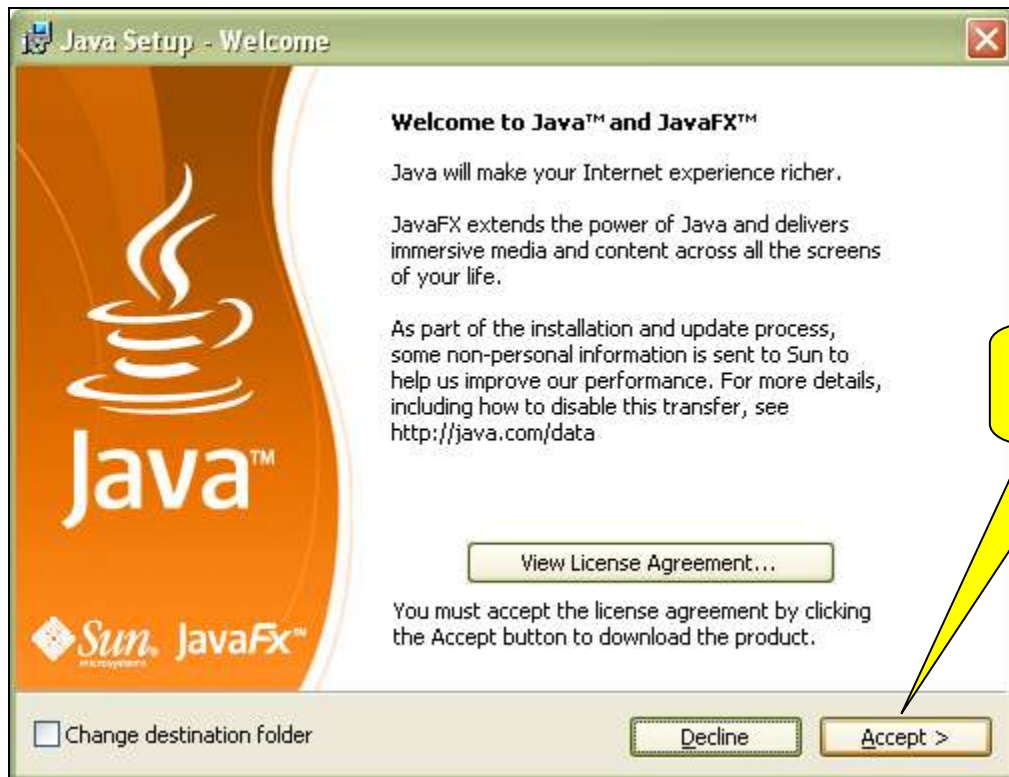 Java Setup - Welcome
Welcome to Java™ and JavaFX™
Java will make your Internet experience richer.
JavaFX extends the power of Java and delivers
immersive media and content across all the screens
of your life.
As part of the installation and update process,
some non-personal information is sent to Sun to
help us improve our performance. For more details,
including how to disable this transfer, see
http://java.com/data
Java™
View License Agreement...
You must accept the license agreement by clicking
the Accept button to download the product.
Sun microsystems JavaFX™
Change destination folder
Decline
Accept >